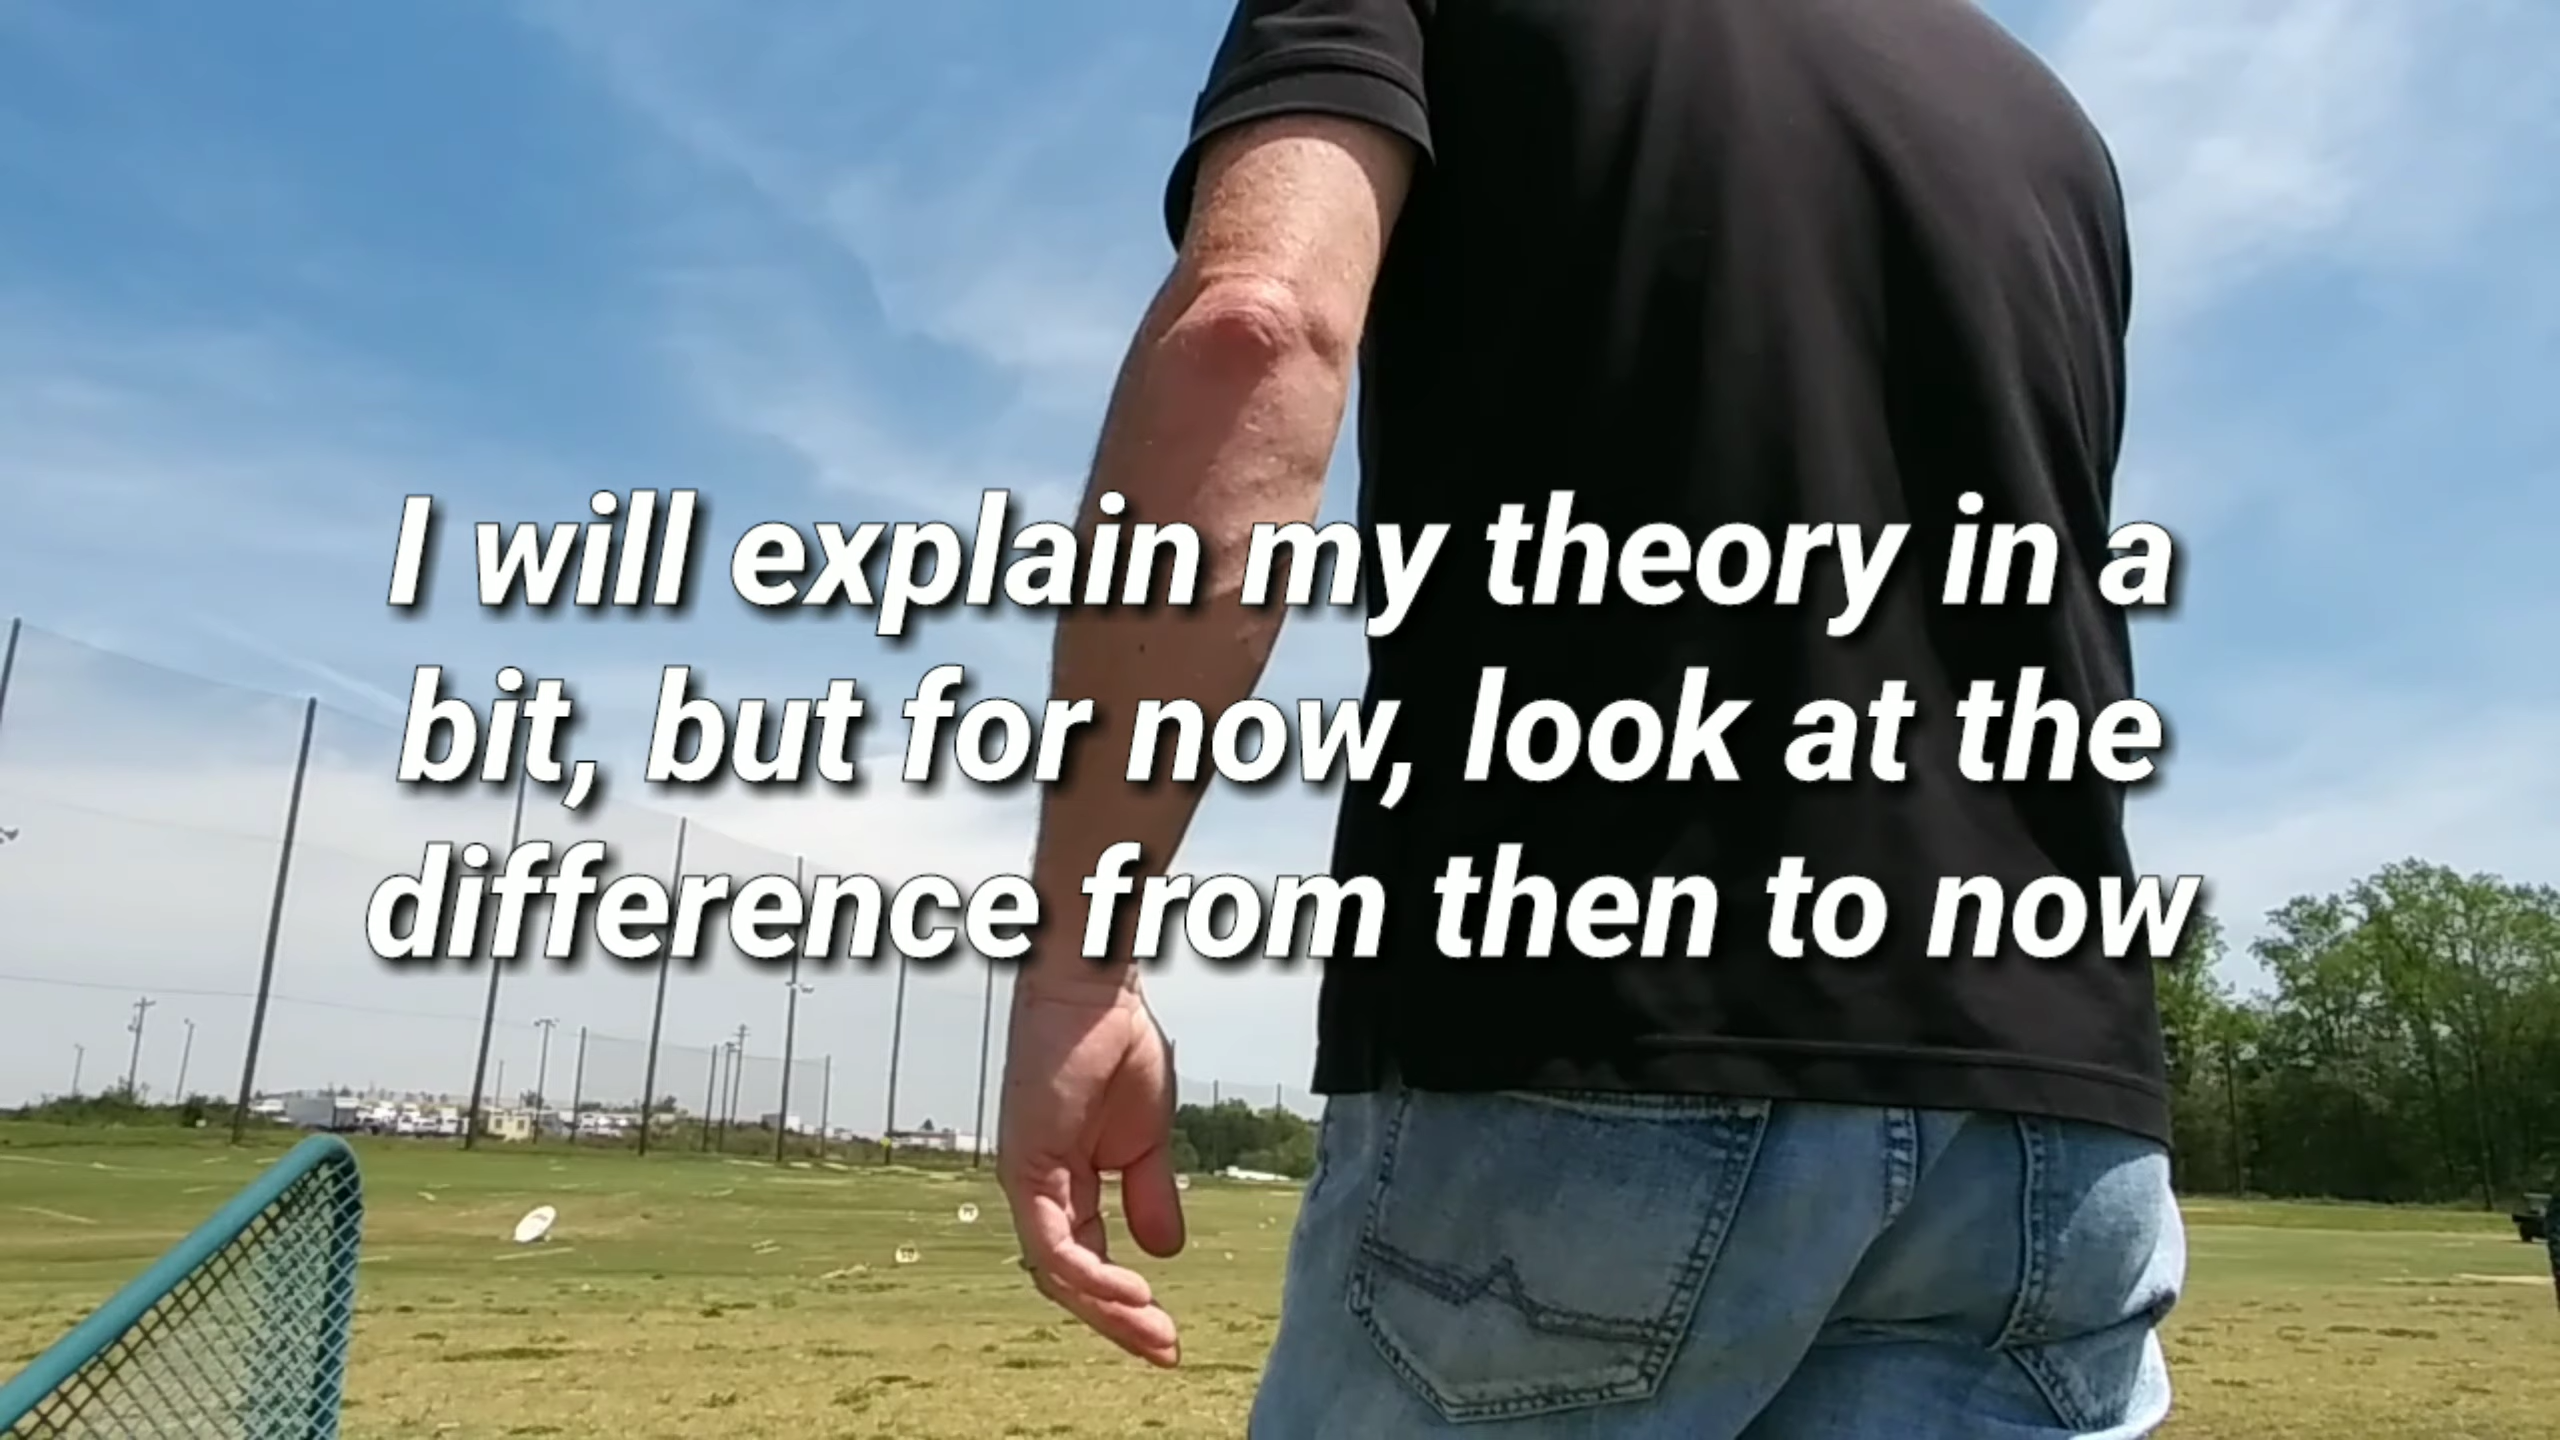 I will explain my theory in a
bit, but for now, look at the
difference from then to now